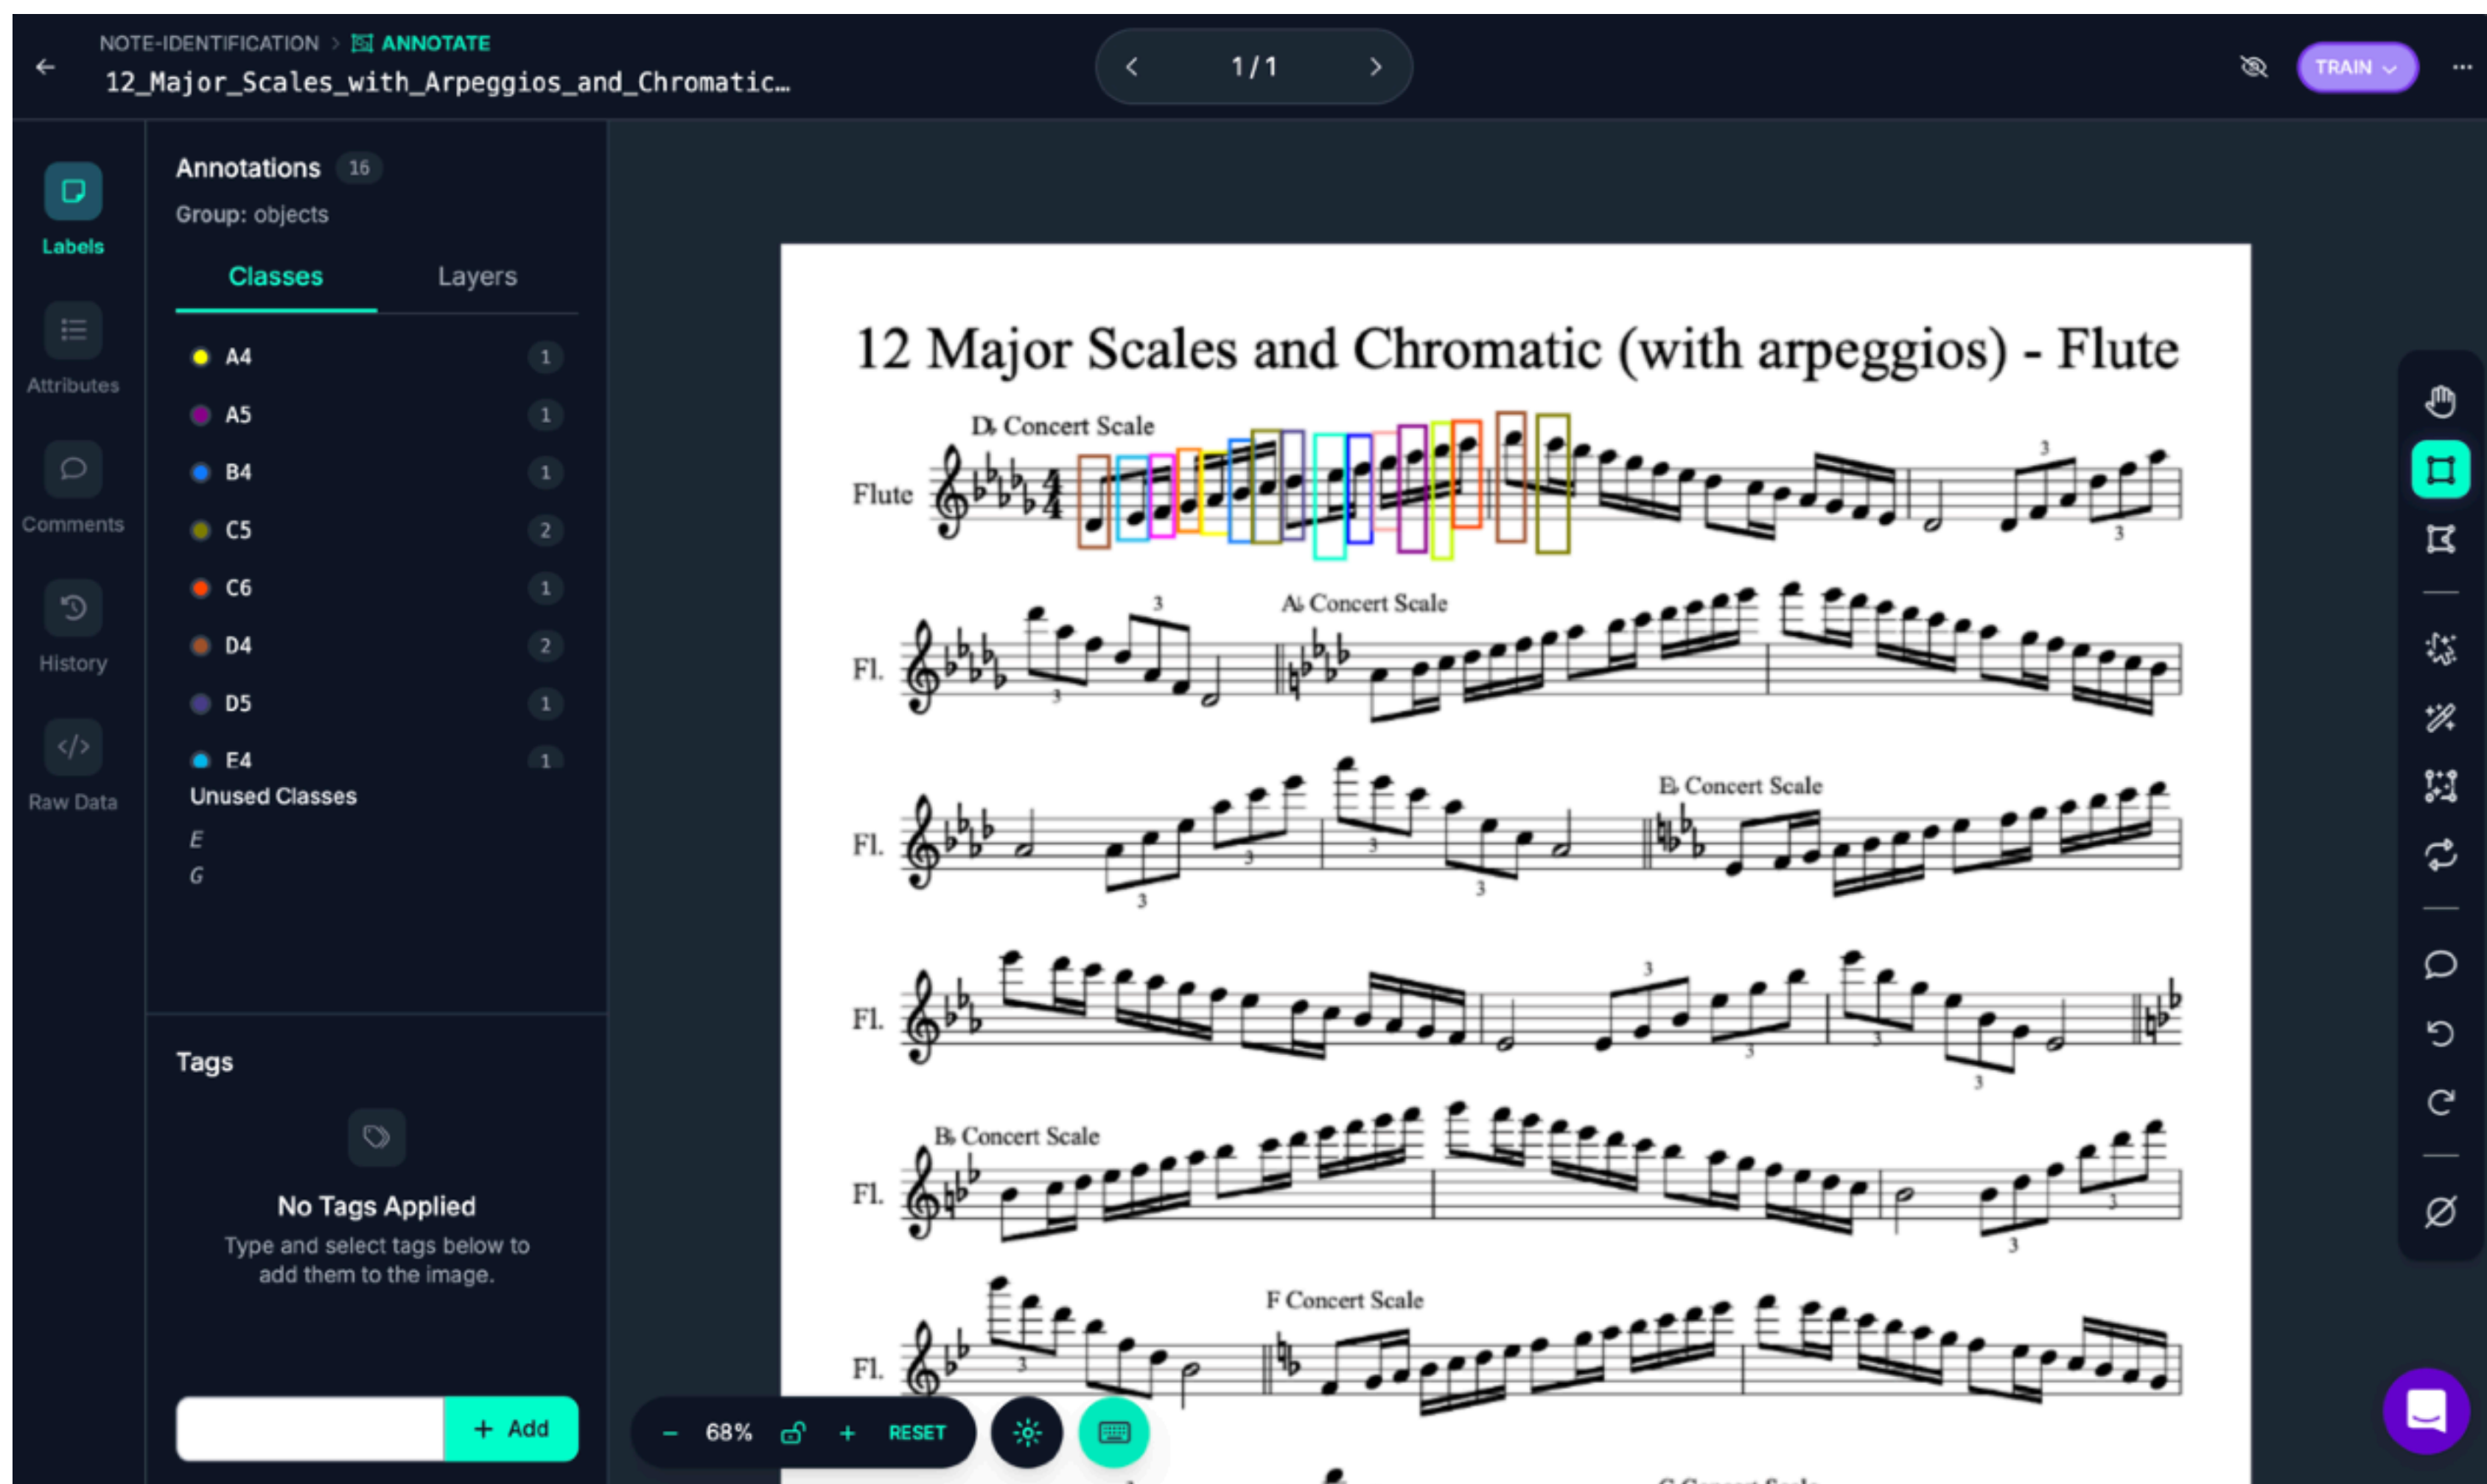 NOTE-IDENTIFICATION > ANNOTATE
12_Major_Scales_with_Arpeggios_and_Chromatic…
1 / 1
TRAIN
Labels
Attributes
Comments
History
Raw Data
Annotations 16
Group: objects
Classes Layers
A4 1
A5 1
B4 1
C5 2
C6 1
D4 2
D5 1
E4 1
Unused Classes
E
G
Tags
No Tags Applied
Type and select tags below to
add them to the image.
+ Add
12 Major Scales and Chromatic (with arpeggios) - Flute
D♭ Concert Scale
Flute
4
4
3
3
A♭ Concert Scale
Fl.
3
3
E♭ Concert Scale
Fl.
3
3
3
3
Fl.
3
3
3
3
B♭ Concert Scale
Fl.
3
3
F Concert Scale
Fl.
3
− 68% + RESET